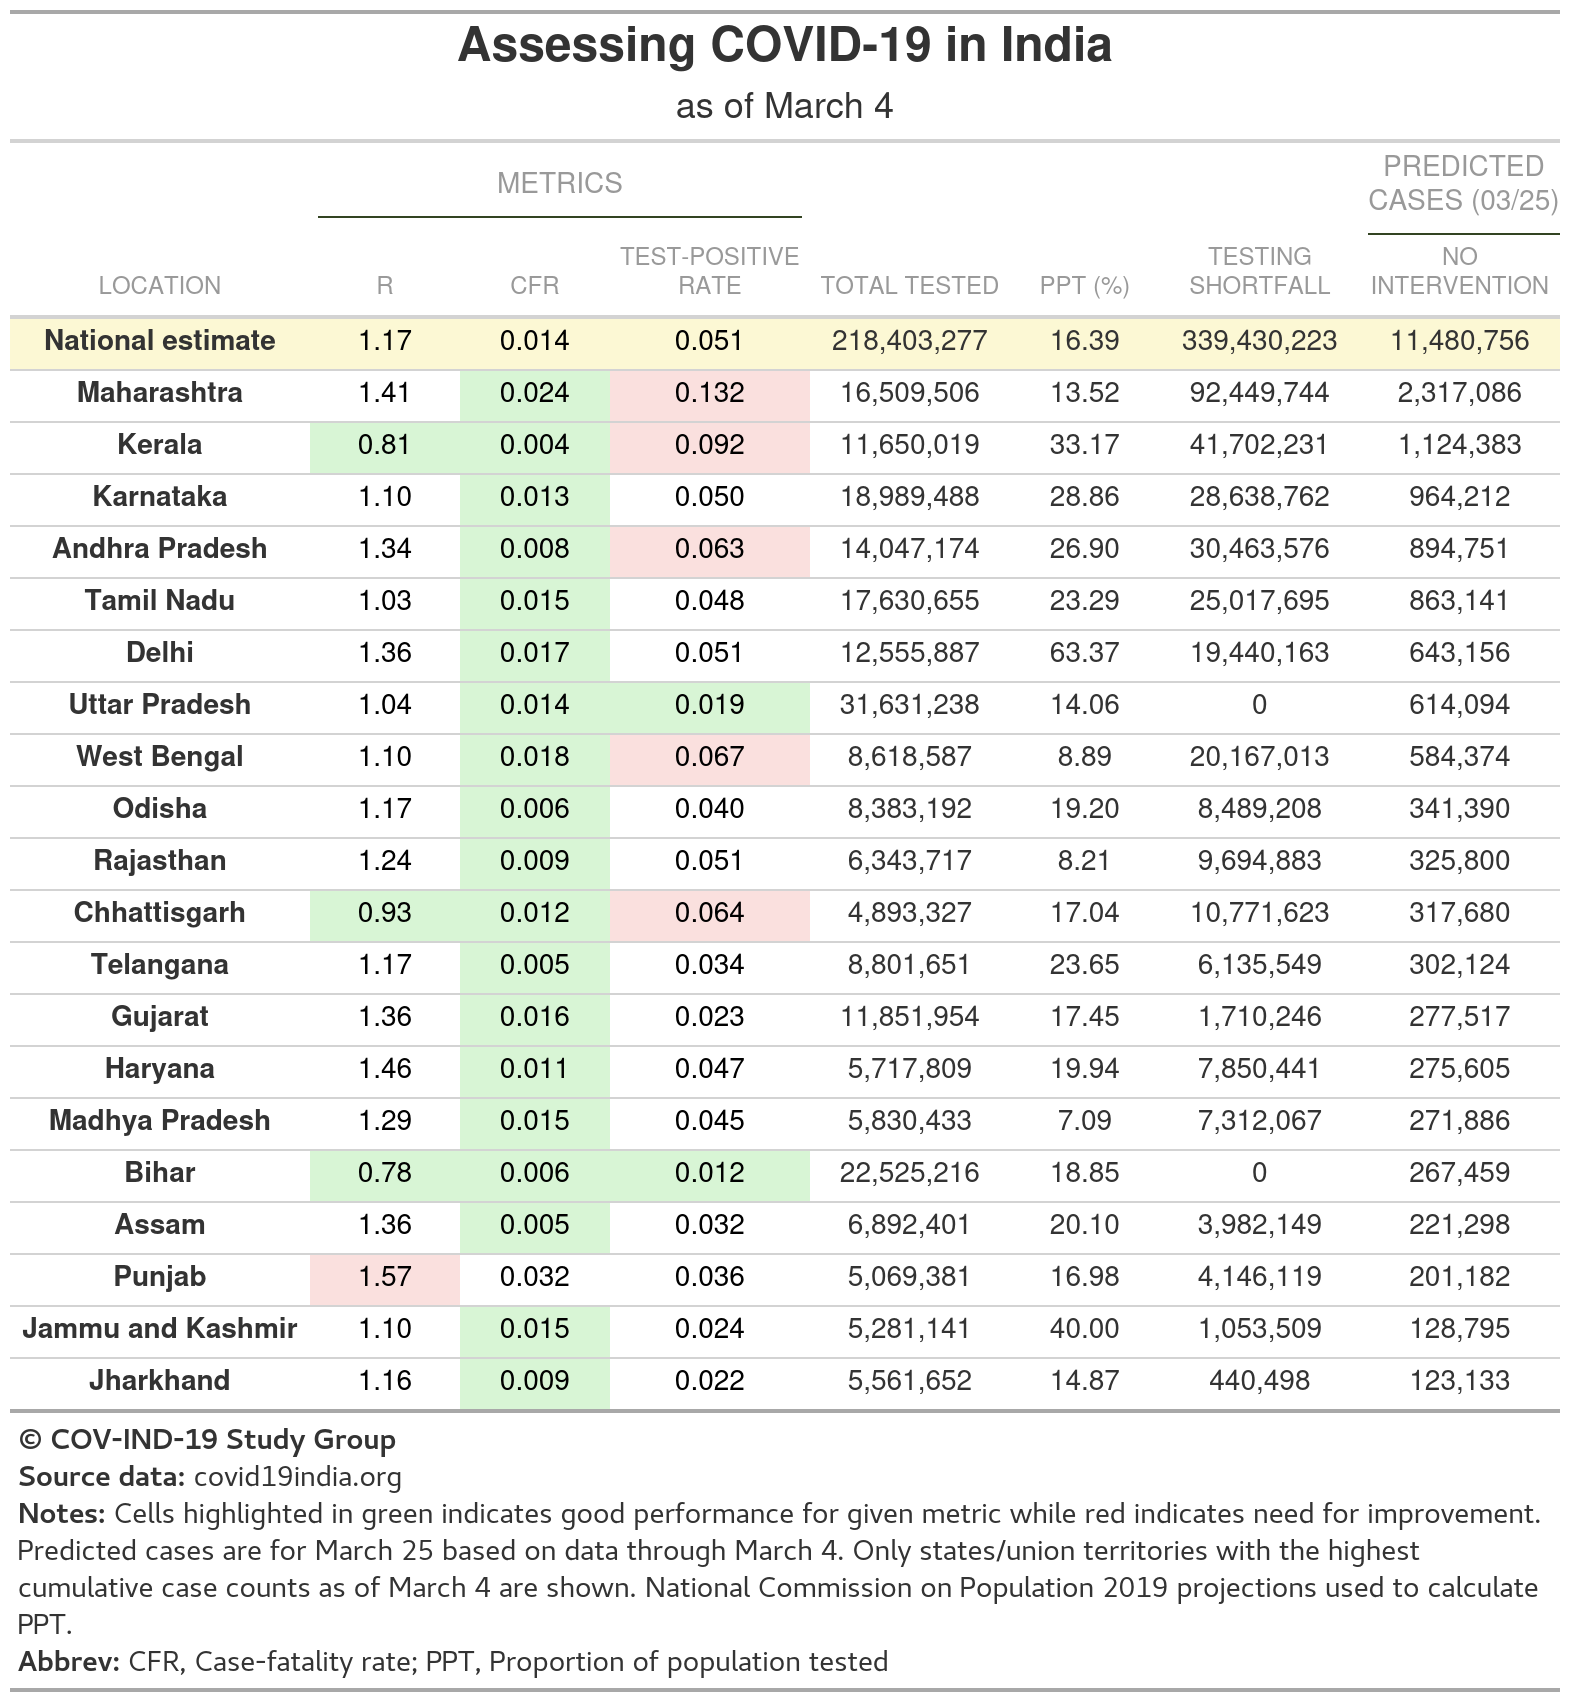 Assessing COVID-19 in India
as of March 4
METRICS
PREDICTED
CASES (03/25)
LOCATION R CFR TEST-POSITIVE RATE TOTAL TESTED PPT (%) TESTING SHORTFALL NO INTERVENTION
National estimate 1.17 0.014 0.051 218,403,277 16.39 339,430,223 11,480,756
Maharashtra 1.41 0.024 0.132 16,509,506 13.52 92,449,744 2,317,086
Kerala 0.81 0.004 0.092 11,650,019 33.17 41,702,231 1,124,383
Karnataka 1.10 0.013 0.050 18,989,488 28.86 28,638,762 964,212
Andhra Pradesh 1.34 0.008 0.063 14,047,174 26.90 30,463,576 894,751
Tamil Nadu 1.03 0.015 0.048 17,630,655 23.29 25,017,695 863,141
Delhi 1.36 0.017 0.051 12,555,887 63.37 19,440,163 643,156
Uttar Pradesh 1.04 0.014 0.019 31,631,238 14.06 0 614,094
West Bengal 1.10 0.018 0.067 8,618,587 8.89 20,167,013 584,374
Odisha 1.17 0.006 0.040 8,383,192 19.20 8,489,208 341,390
Rajasthan 1.24 0.009 0.051 6,343,717 8.21 9,694,883 325,800
Chhattisgarh 0.93 0.012 0.064 4,893,327 17.04 10,771,623 317,680
Telangana 1.17 0.005 0.034 8,801,651 23.65 6,135,549 302,124
Gujarat 1.36 0.016 0.023 11,851,954 17.45 1,710,246 277,517
Haryana 1.46 0.011 0.047 5,717,809 19.94 7,850,441 275,605
Madhya Pradesh 1.29 0.015 0.045 5,830,433 7.09 7,312,067 271,886
Bihar 0.78 0.006 0.012 22,525,216 18.85 0 267,459
Assam 1.36 0.005 0.032 6,892,401 20.10 3,982,149 221,298
Punjab 1.57 0.032 0.036 5,069,381 16.98 4,146,119 201,182
Jammu and Kashmir 1.10 0.015 0.024 5,281,141 40.00 1,053,509 128,795
Jharkhand 1.16 0.009 0.022 5,561,652 14.87 440,498 123,133
© COV-IND-19 Study Group
Source data: covid19india.org
Notes: Cells highlighted in green indicates good performance for given metric while red indicates need for improvement.
Predicted cases are for March 25 based on data through March 4. Only states/union territories with the highest
cumulative case counts as of March 4 are shown. National Commission on Population 2019 projections used to calculate
PPT.
Abbrev: CFR, Case-fatality rate; PPT, Proportion of population tested